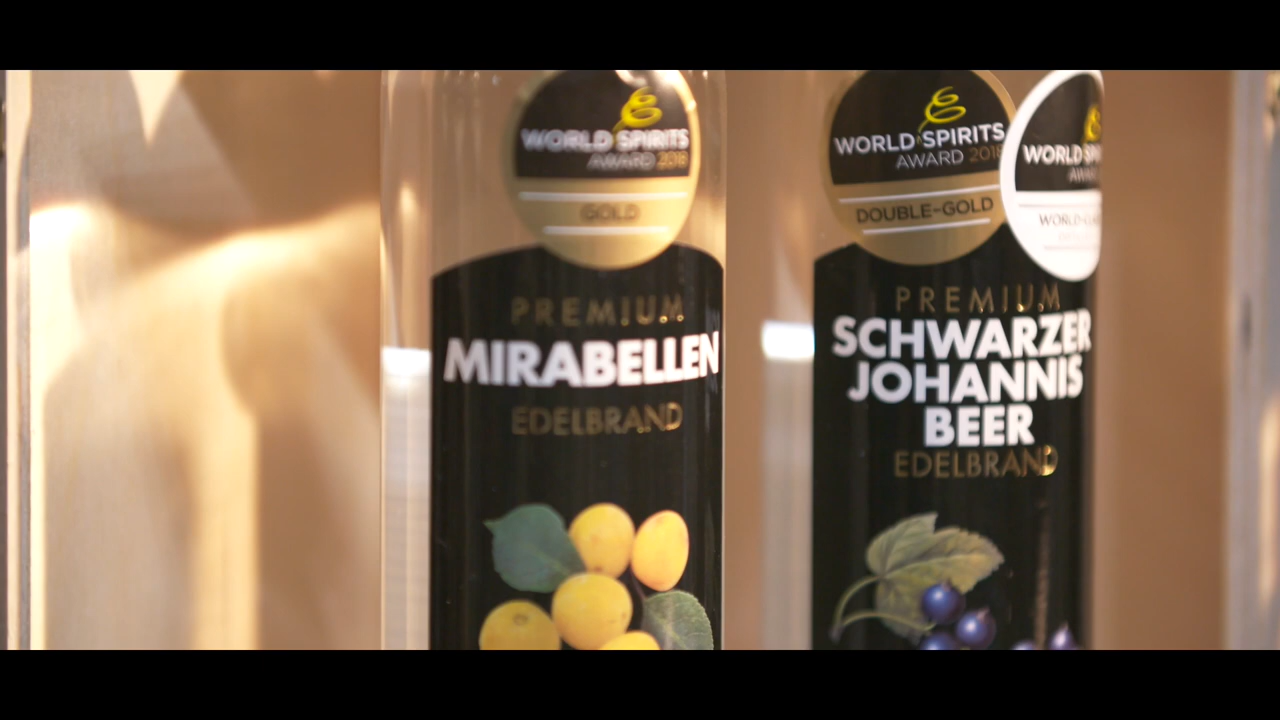 WORLD SPIRITS
AWARD 2018
GOLD
PREMIUM
MIRABELLEN
EDELBRAND
WORLD SPIRITS
AWARD 2018
DOUBLE-GOLD
PREMIUM
SCHWARZER
JOHANNIS
BEER
EDELBRAND
WORLD